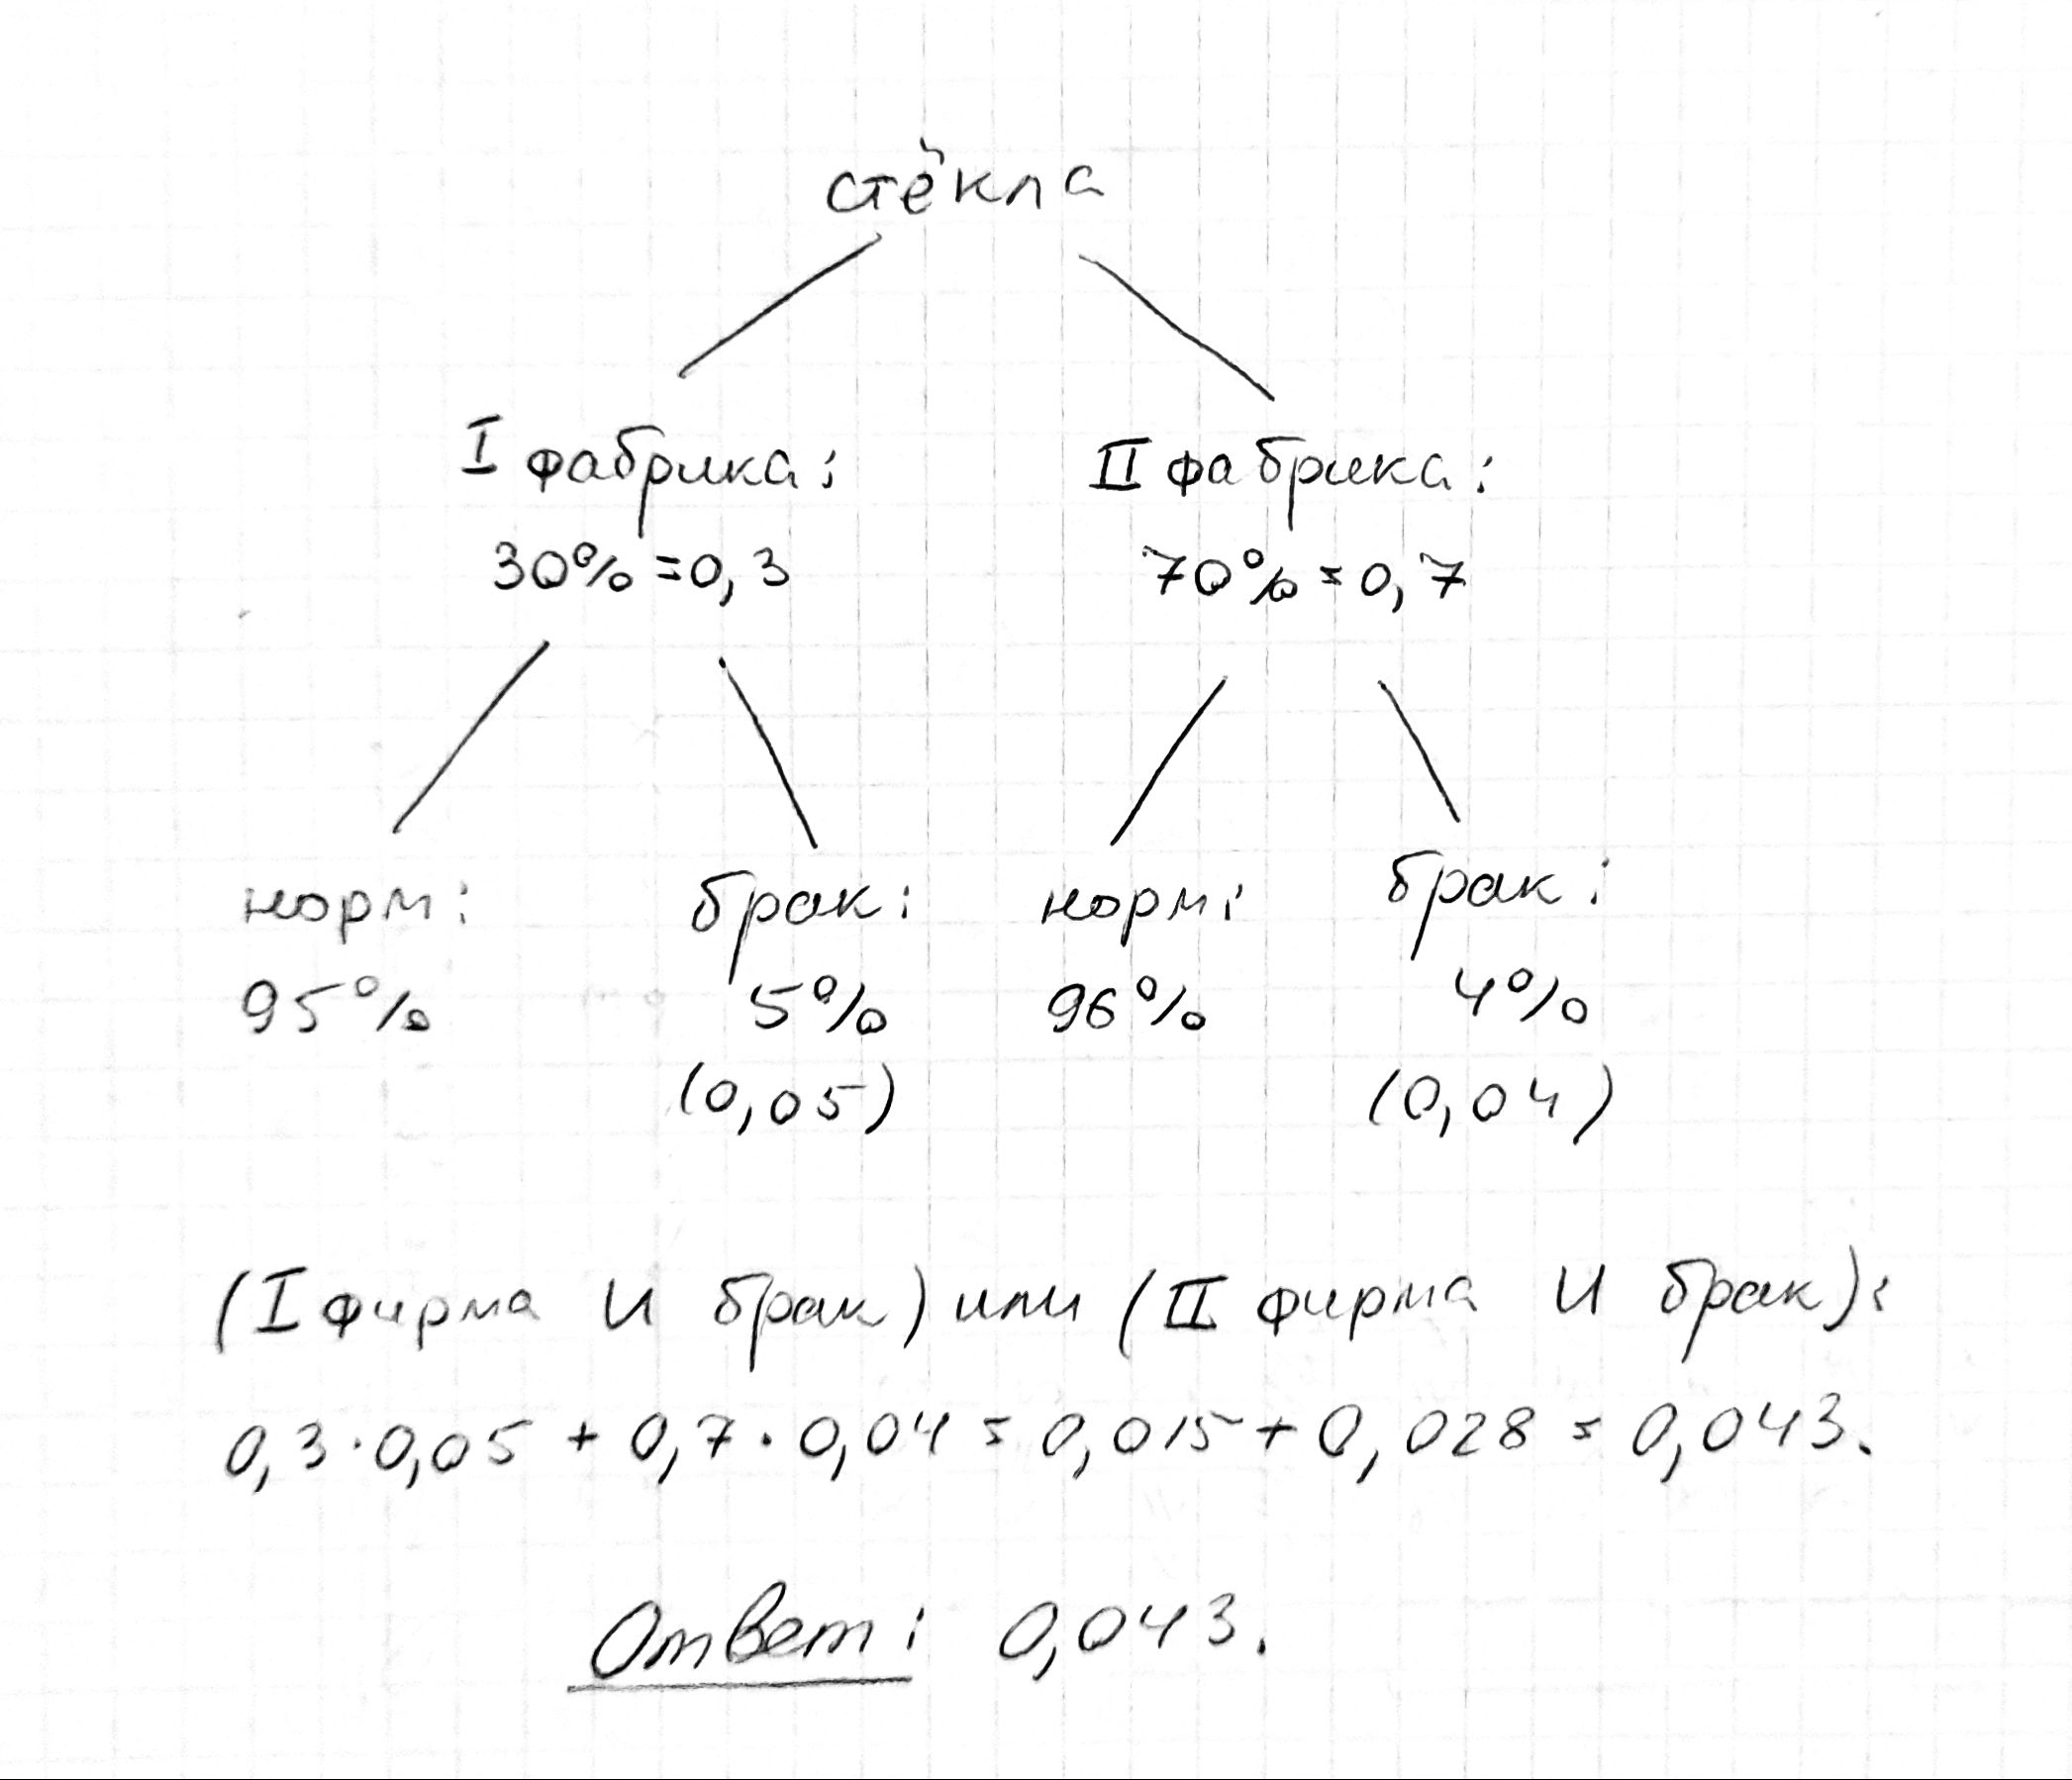 стёкла
I фабрика: II фабрика:
30% = 0,3 70% = 0,7
норм: брак: норм: брак:
95% 5% 96% 4%
(0,05) (0,04)
(I фирма И брак) или (II фирма И брак):
0,3 · 0,05 + 0,7 · 0,04 = 0,015 + 0,028 = 0,043.
Ответ: 0,043.